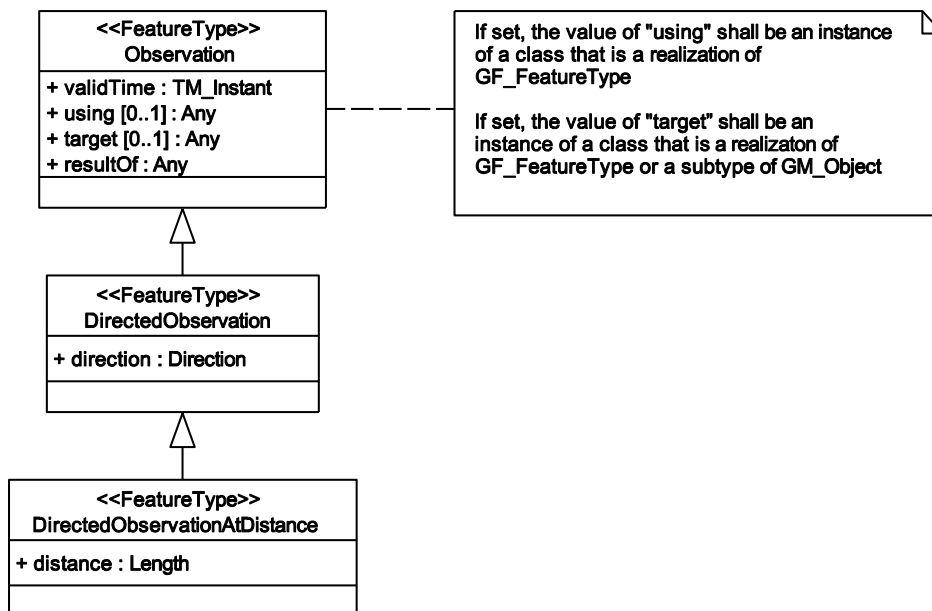 <<FeatureType>>
Observation
+ validTime : TM_Instant
+ using [0..1] : Any
+ target [0..1] : Any
+ resultOf : Any
If set, the value of "using" shall be an instance
of a class that is a realization of
GF_FeatureType
If set, the value of "target" shall be an
instance of a class that is a realizaton of
GF_FeatureType or a subtype of GM_Object
<<FeatureType>>
DirectedObservation
+ direction : Direction
<<FeatureType>>
DirectedObservationAtDistance
+ distance : Length